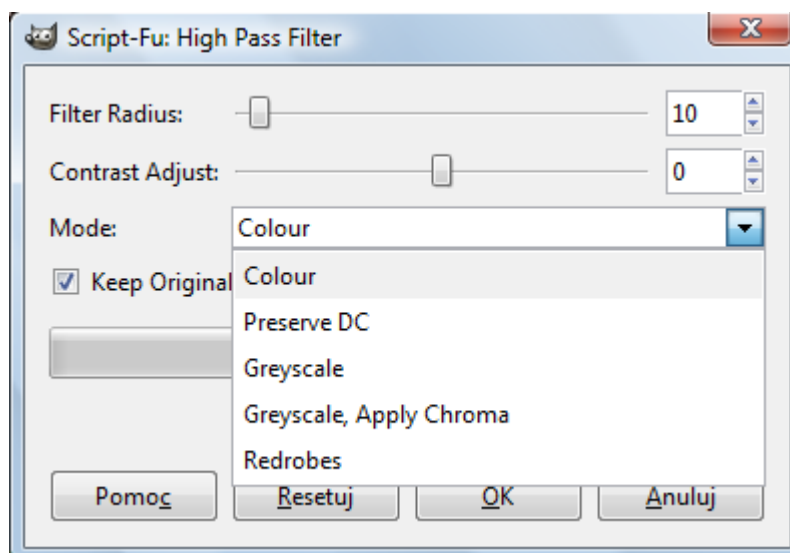 Script-Fu: High Pass Filter
Filter Radius: 10
Contrast Adjust: 0
Mode: Colour
Keep Original
Colour
Preserve DC
Greyscale
Greyscale, Apply Chroma
Redrobes
Pomoc Resetuj OK Anuluj